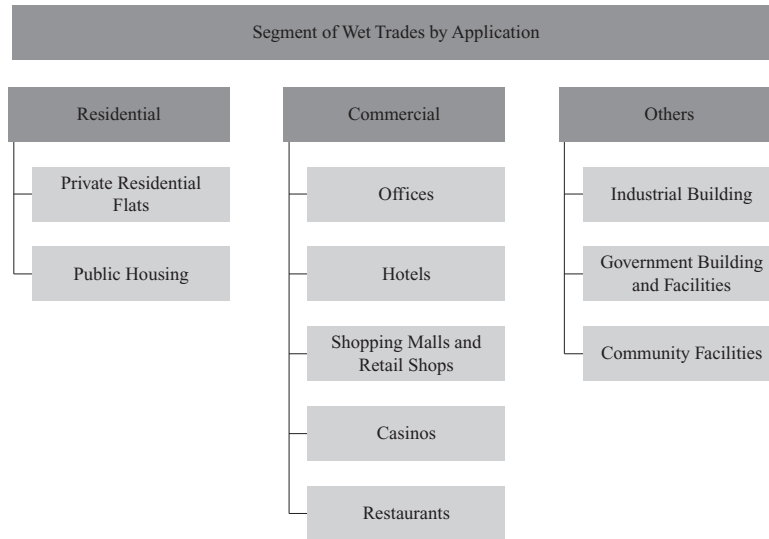 Segment of Wet Trades by Application
Residential
Private Residential
Flats
Public Housing
Commercial
Offices
Hotels
Shopping Malls and
Retail Shops
Casinos
Restaurants
Others
Industrial Building
Government Building
and Facilities
Community Facilities